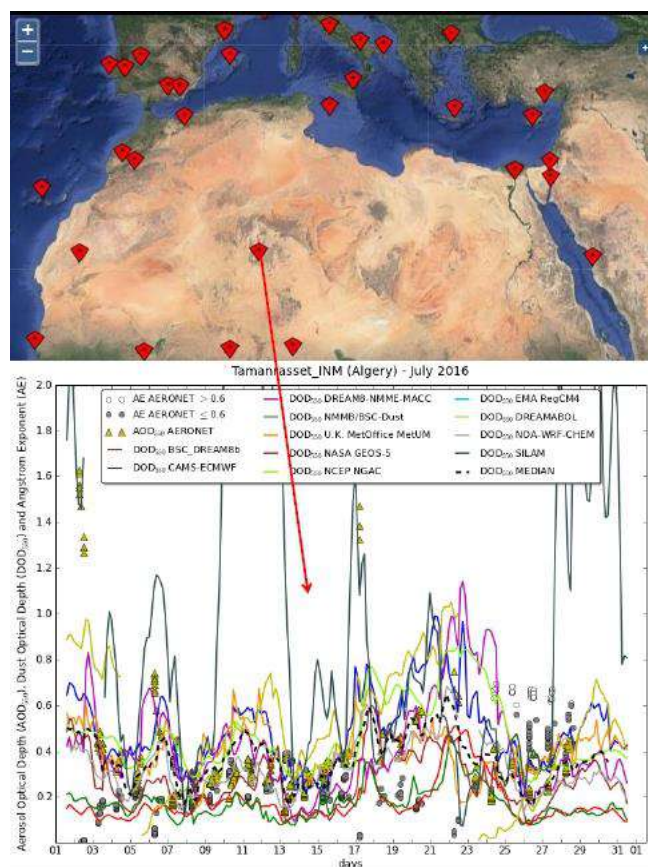 +
−
+
Tamanrasset_INM (Algery) - July 2016
Aerosol Optical Depth (AOD₅₅₀), Dust Optical Depth (DOD₅₅₀) and Angstrom Exponent (AE)
2.0
1.8
1.6
1.4
1.2
1.0
0.8
0.6
0.4
0.2
AE AERONET > 0.6
AE AERONET ≤ 0.6
AOD₅₅₀ AERONET
DOD₅₅₀ BSC_DREAM8b
DOD₅₅₀ CAMS-ECMWF
DOD₅₅₀ DREAM8-NMME-MACC
DOD₅₅₀ NMMB/BSC-Dust
DOD₅₅₀ U.K. MetOffice MetUM
DOD₅₅₀ NASA GEOS-5
DOD₅₅₀ NCEP NGAC
DOD₅₅₀ EMA RegCM4
DOD₅₅₀ DREAMABOL
DOD₅₅₀ NOA-WRF-CHEM
DOD₅₅₀ SILAM
DOD₅₅₀ MEDIAN
01 03 05 07 09 11 13 15 17 19 21 23 25 27 29 31 01
days